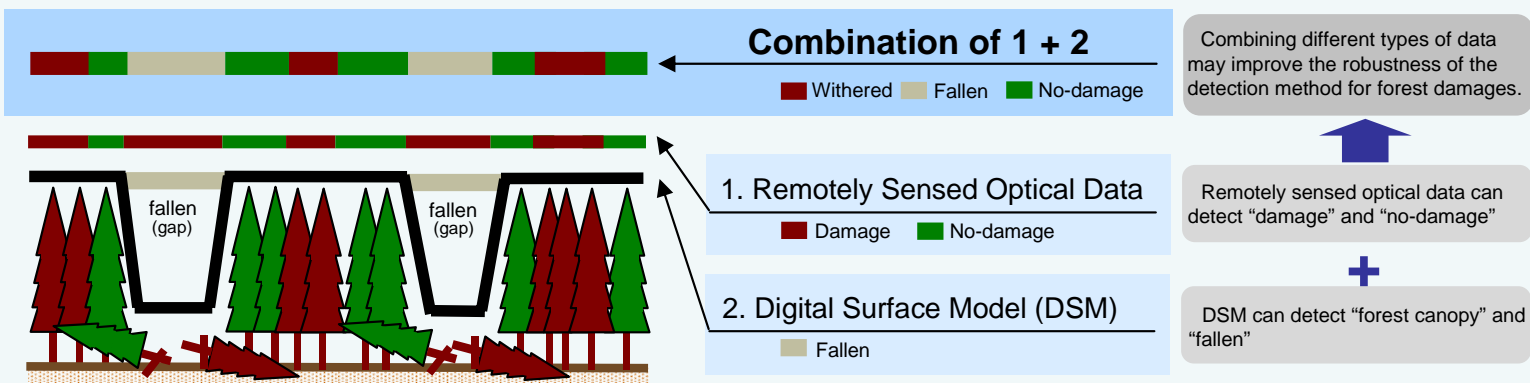 Combination of 1 + 2
Withered Fallen No-damage
fallen
(gap)
fallen
(gap)
1. Remotely Sensed Optical Data
Damage No-damage
2. Digital Surface Model (DSM)
Fallen
Combining different types of data
may improve the robustness of the
detection method for forest damages.
Remotely sensed optical data can
detect “damage” and “no-damage”
+
DSM can detect “forest canopy” and
“fallen”